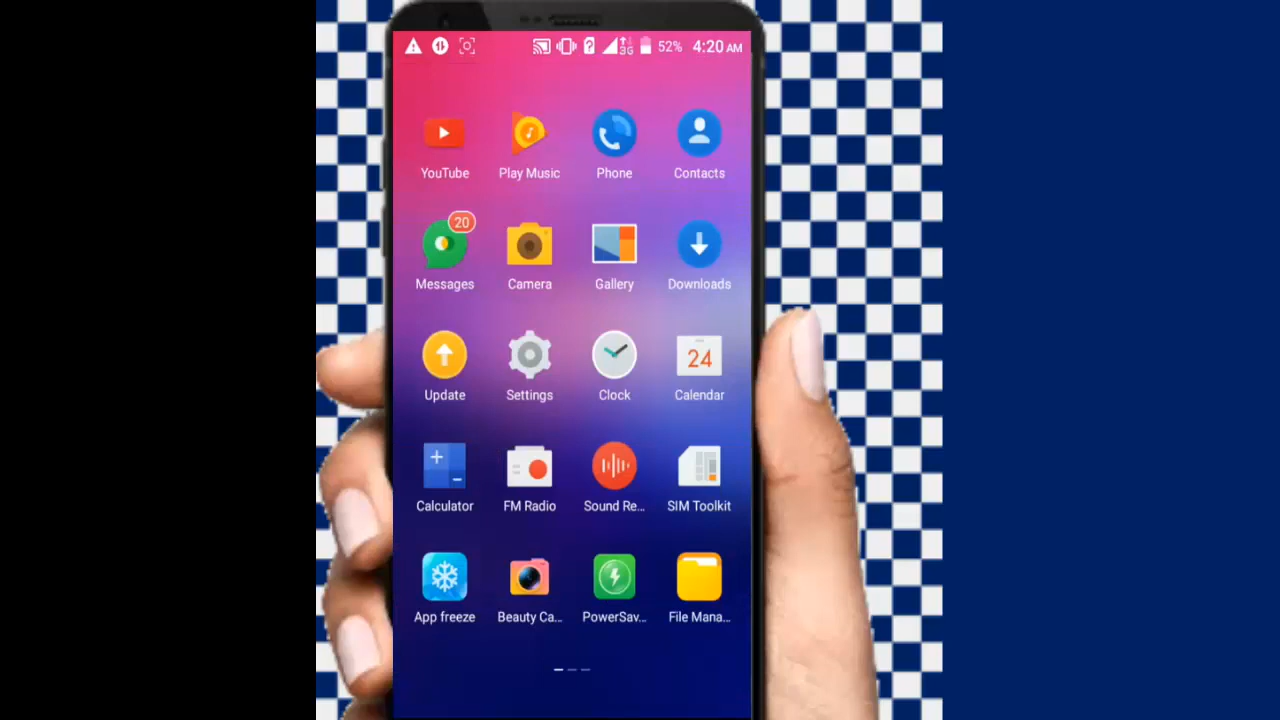 3G 52% 4:20 AM
YouTube Play Music Phone Contacts
20
Messages Camera Gallery Downloads
24
Update Settings Clock Calendar
Calculator FM Radio Sound Re... SIM Toolkit
App freeze Beauty Ca... PowerSav... File Mana...